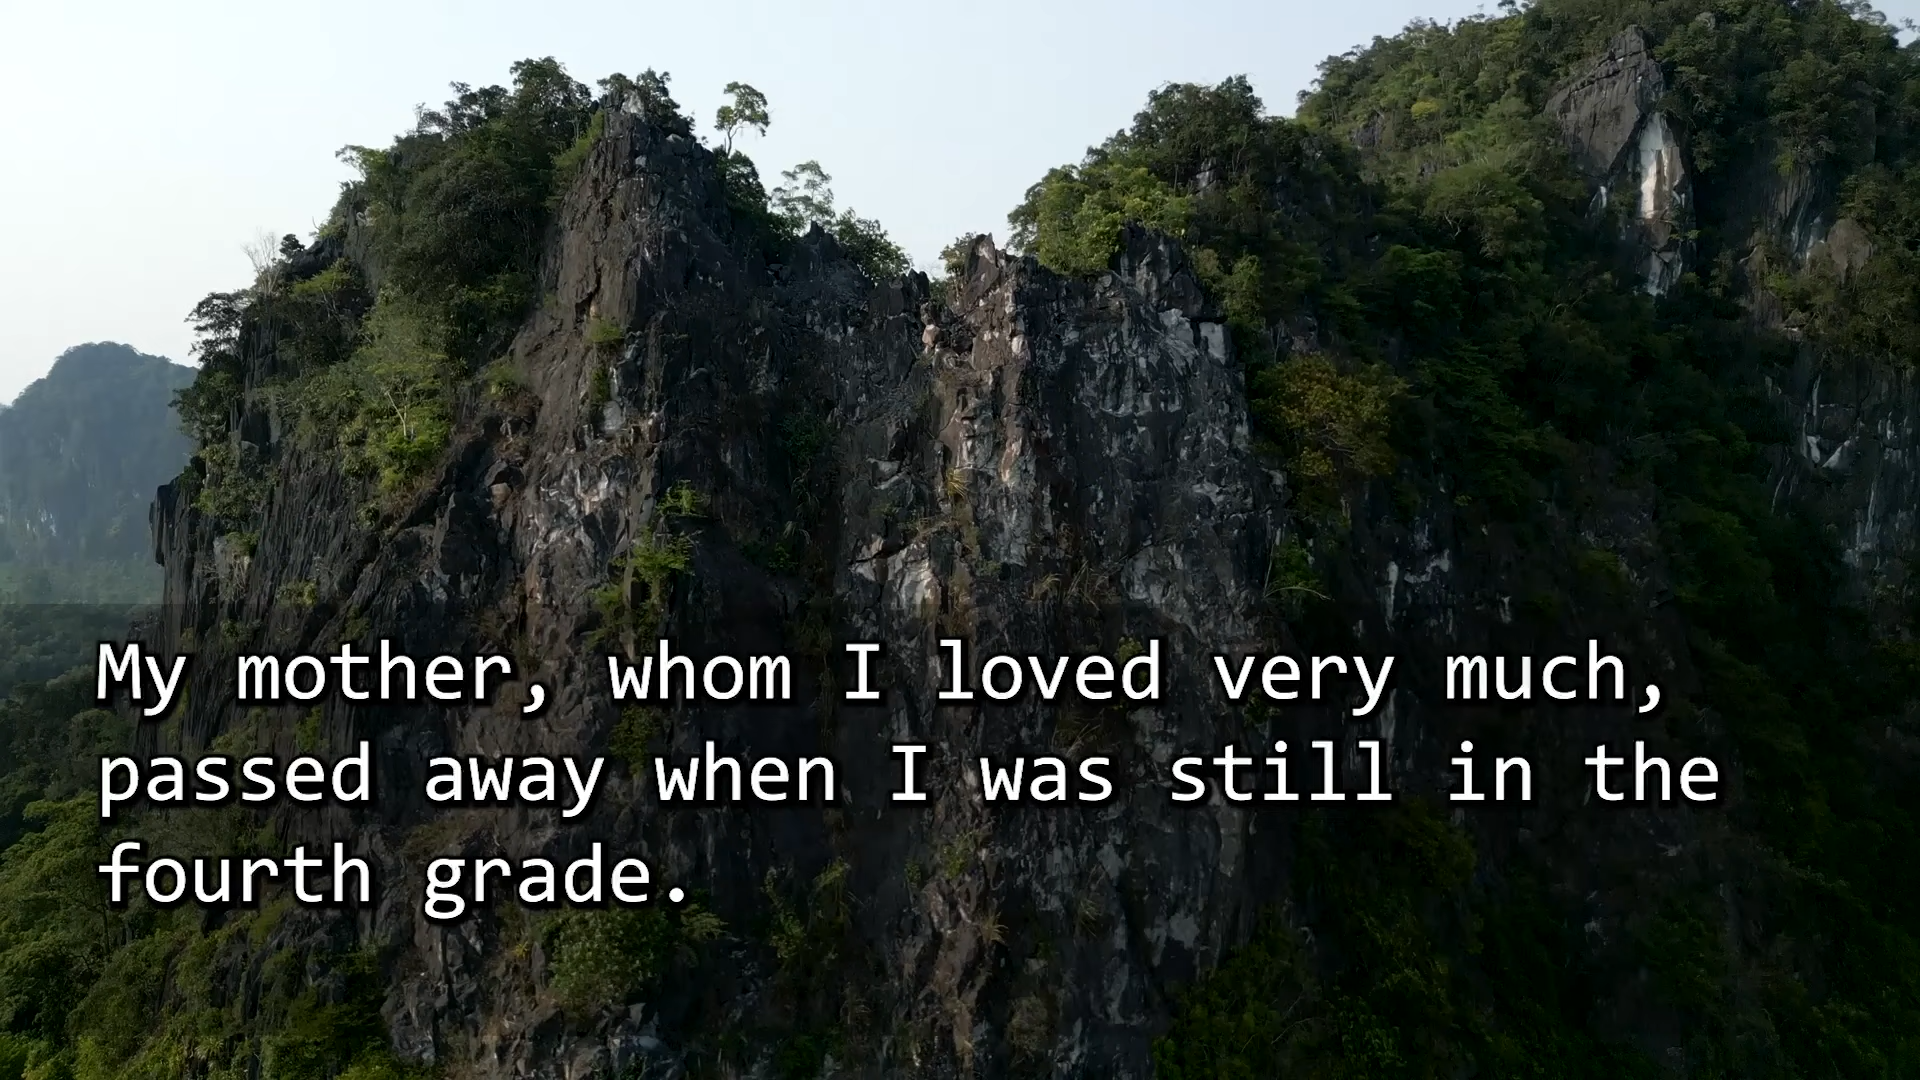 My mother, whom I loved very much,
passed away when I was still in the
fourth grade.